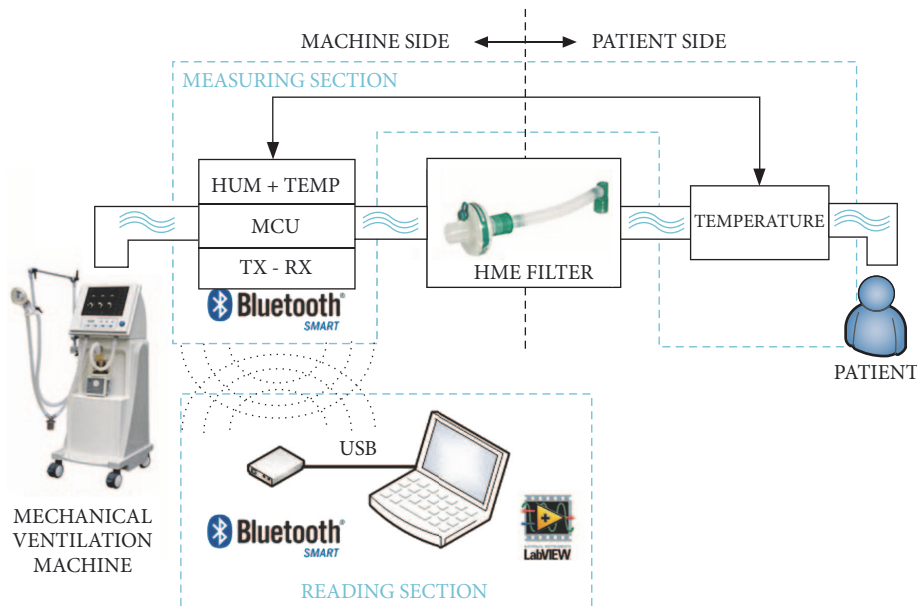 MACHINE SIDE
PATIENT SIDE
MEASURING SECTION
HUM + TEMP
MCU
TX - RX
Bluetooth®
SMART
HME FILTER
TEMPERATURE
PATIENT
MECHANICAL
VENTILATION
MACHINE
USB
Bluetooth®
SMART
LabVIEW
READING SECTION